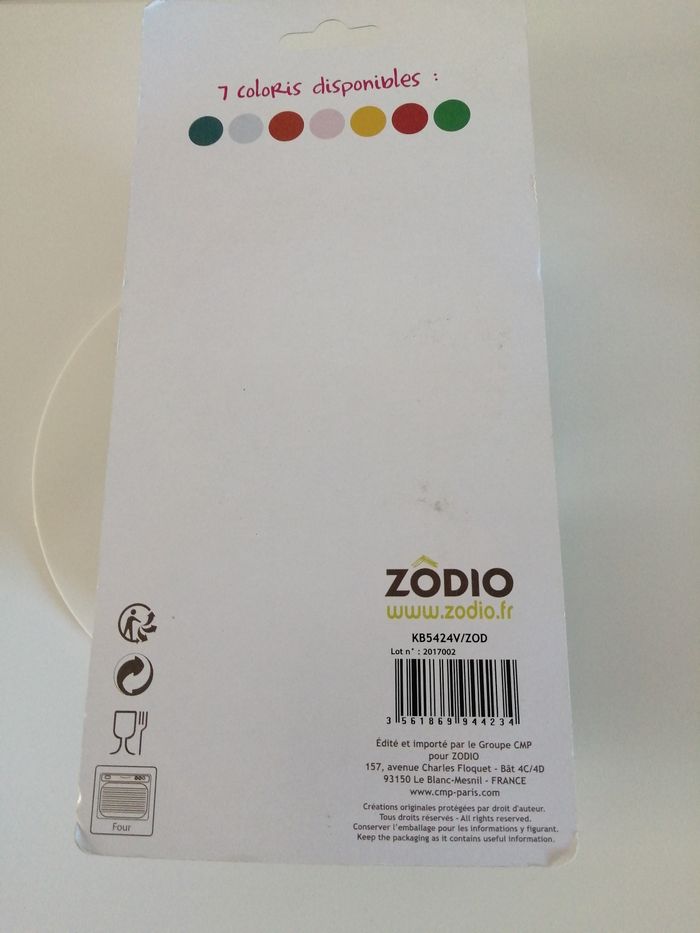 7 coloris disponibles :
ZÔDIO
www.zodio.fr
KB5424V/ZOD
Lot n° : 2017002
3 561869 944234
Édité et importé par le Groupe CMP
pour ZODIO
157, avenue Charles Floquet - Bât 4C/4D
93150 Le Blanc-Mesnil - FRANCE
www.cmp-paris.com
Créations originales protégées par droit d'auteur.
Tous droits réservés - All rights reserved.
Conserver l'emballage pour les informations y figurant.
Keep the packaging as it contains useful information.
Four